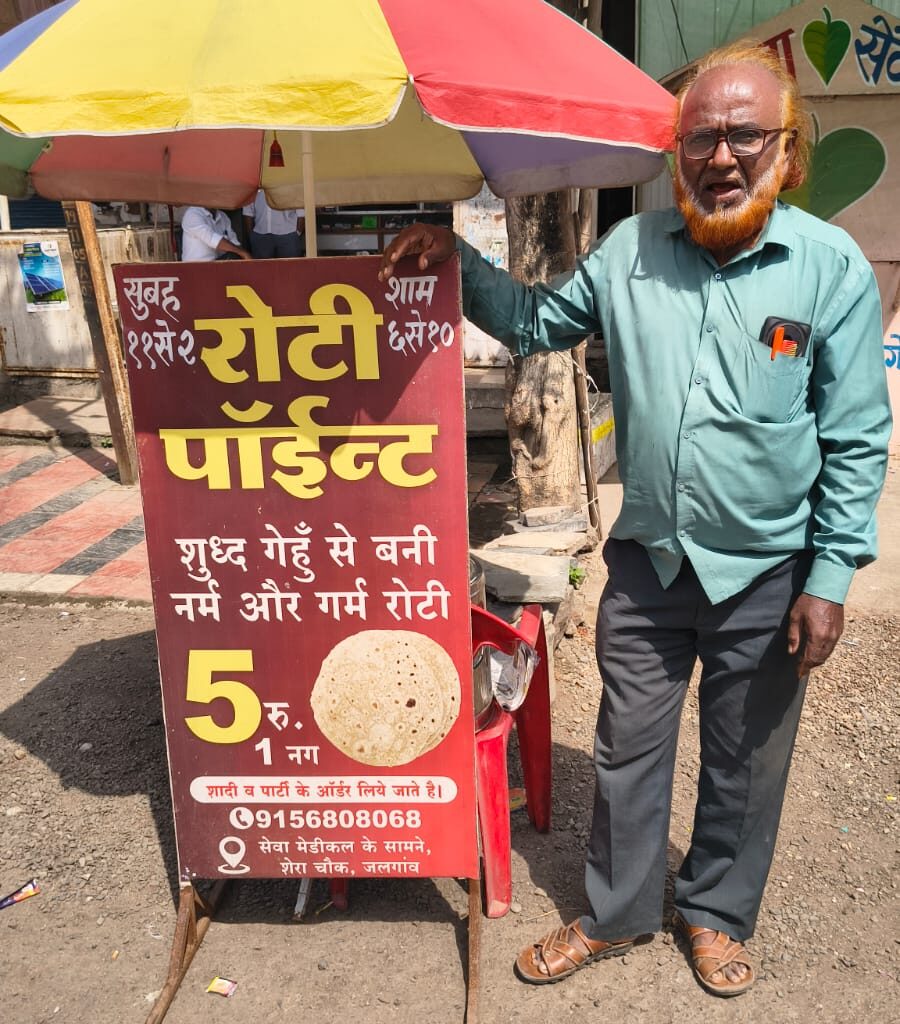 सुबह
११से२
शाम
६से१०
रोटी
पॉईन्ट
शुध्द गेहुँ से बनी
नर्म और गर्म रोटी
5 रु.
1 नग
शादी व पार्टी के ऑर्डर लिये जाते है।
9156808068
सेवा मेडीकल के सामने,
शेरा चौक, जलगांव